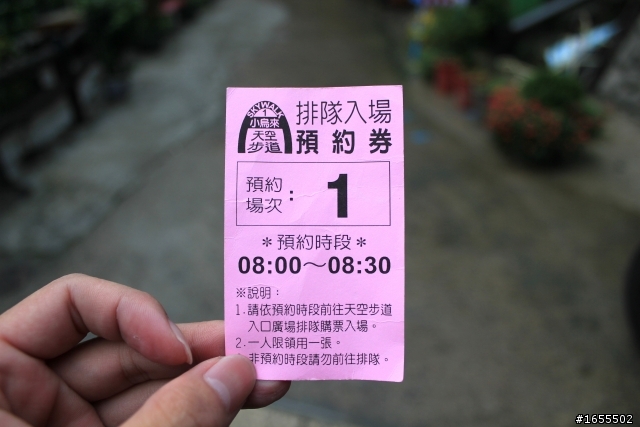 SKYWALK
1
小烏來
天空
步道
排隊入場
預約券
預約
場次
：
1
＊預約時段＊
08:00～08:30
※說明：
1.請依預約時段前往天空步道
入口廣場排隊購票入場。
2.一人限領用一張。
非預約時段請勿前往排隊。
#1655502